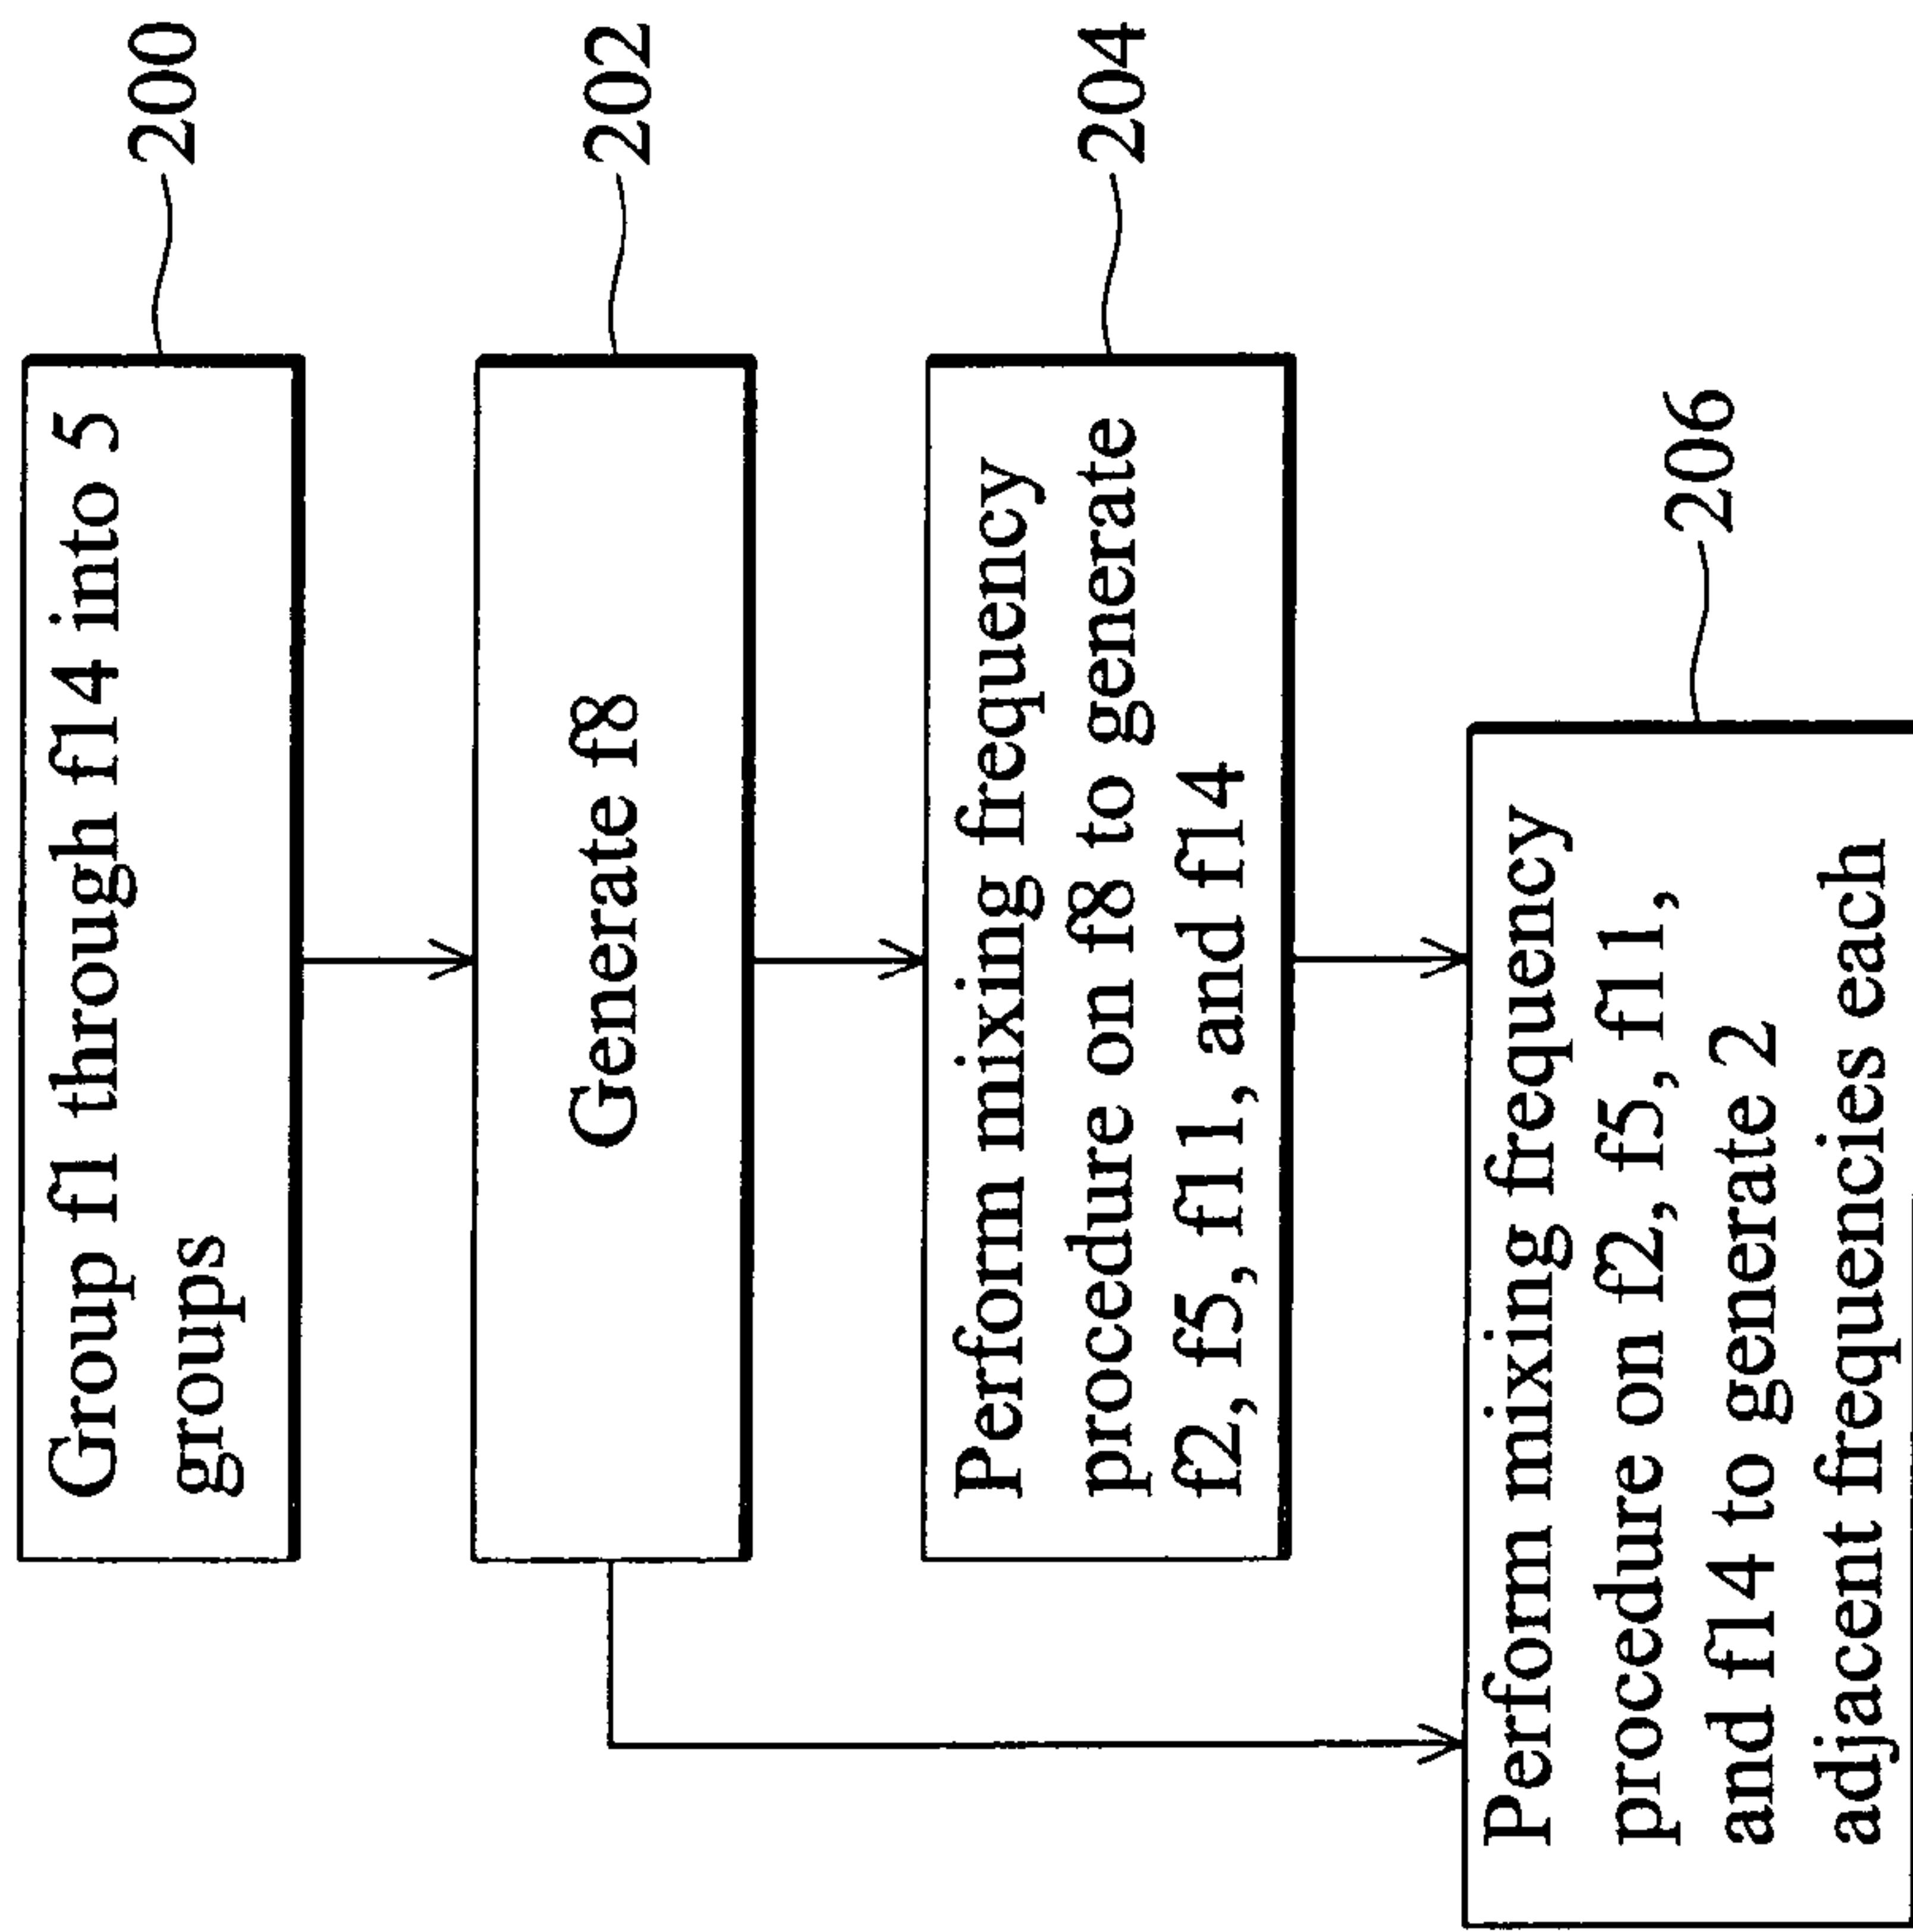 Group f1 through f14 into 5
groups
200
Generate f8
202
Perform mixing frequency
procedure on f8 to generate
f2, f5, f11, and f14
204
Perform mixing frequency
procedure on f2, f5, f11,
and f14 to generate 2
adjacent frequencies each
206